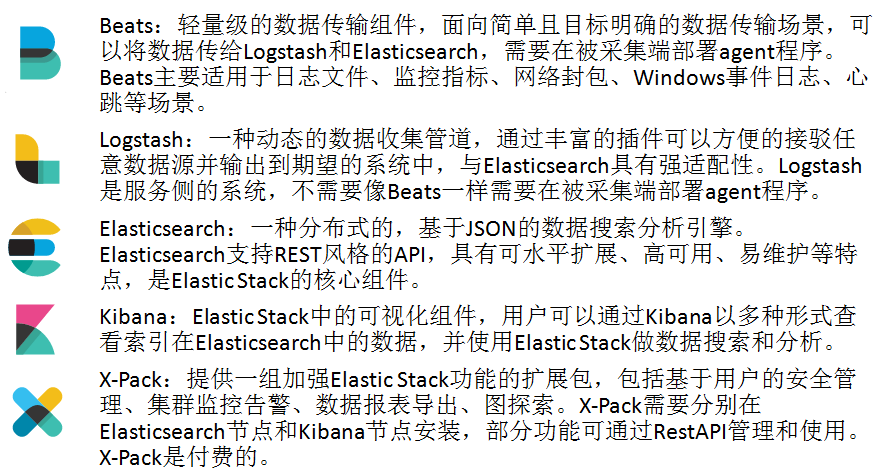 Beats：轻量级的数据传输组件，面向简单且目标明确的数据传输场景，可
以将数据传给Logstash和Elasticsearch，需要在被采集端部署agent程序。
Beats主要适用于日志文件、监控指标、网络封包、Windows事件日志、心
跳等场景。
Logstash：一种动态的数据收集管道，通过丰富的插件可以方便的接驳任
意数据源并输出到期望的系统中，与Elasticsearch具有强适配性。Logstash
是服务侧的系统，不需要像Beats一样需要在被采集端部署agent程序。
Elasticsearch：一种分布式的，基于JSON的数据搜索分析引擎。
Elasticsearch支持REST风格的API，具有可水平扩展、高可用、易维护等特
点，是Elastic Stack的核心组件。
Kibana：Elastic Stack中的可视化组件，用户可以通过Kibana以多种形式查
看索引在Elasticsearch中的数据，并使用Elastic Stack做数据搜索和分析。
X-Pack：提供一组加强Elastic Stack功能的扩展包，包括基于用户的安全管
理、集群监控告警、数据报表导出、图探索。X-Pack需要分别在
Elasticsearch节点和Kibana节点安装，部分功能可通过RestAPI管理和使用。
X-Pack是付费的。